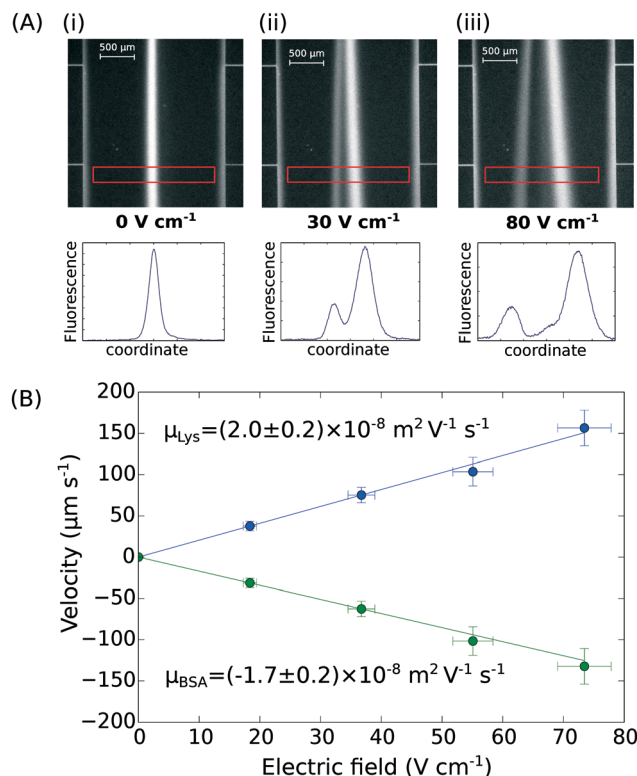 (A) (i) (ii) (iii)
500 µm 500 µm 500 µm
0 V cm⁻¹ 30 V cm⁻¹ 80 V cm⁻¹
Fluorescence Fluorescence Fluorescence
coordinate coordinate coordinate
(B)
200
150
100
50
0
−50
−100
−150
−200
Velocity (µm s⁻¹)
µLys=(2.0±0.2)×10⁻⁸ m² V⁻¹ s⁻¹
µBSA=(-1.7±0.2)×10⁻⁸ m² V⁻¹ s⁻¹
0 10 20 30 40 50 60 70 80
Electric field (V cm⁻¹)